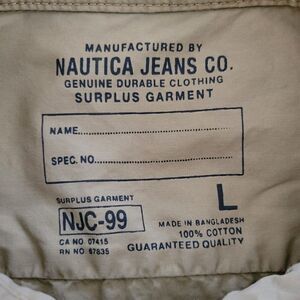 MANUFACTURED BY
NAUTICA JEANS CO.
GENUINE DURABLE CLOTHING
SURPLUS GARMENT
NAME
SPEC. NO.
SURPLUS GARMENT
NJC-99
L
CA NO 07415
RN NO 67835
MADE IN BANGLADESH
100% COTTON
GUARANTEED QUALITY